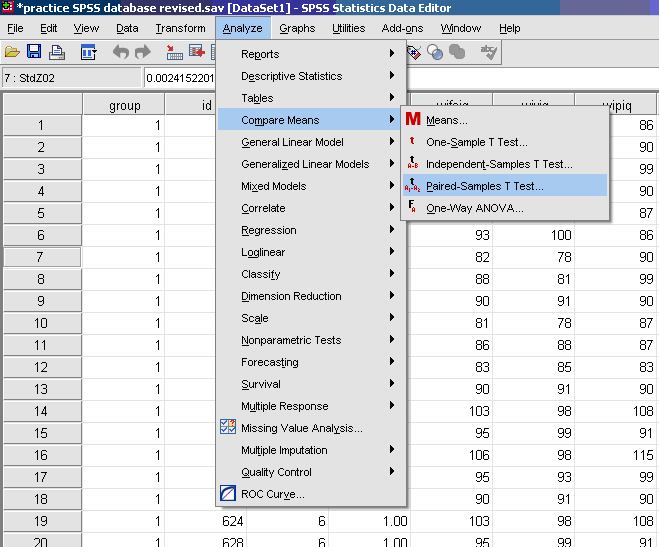 *practice SPSS database revised.sav [DataSet1] - SPSS Statistics Data Editor
File Edit View Data Transform Analyze Graphs Utilities Add-ons Window Help
7 : StdZ02 0.0024152201
group id wifsiq wiviq wipiq
Reports
Descriptive Statistics
Tables
Compare Means
General Linear Model
Generalized Linear Models
Mixed Models
Correlate
Regression
Loglinear
Classify
Dimension Reduction
Scale
Nonparametric Tests
Forecasting
Survival
Multiple Response
Missing Value Analysis...
Multiple Imputation
Quality Control
ROC Curve...
M Means...
t One-Sample T Test...
Independent-Samples T Test...
Paired-Samples T Test...
One-Way ANOVA...
1 1 86
2 1 90
3 1 99
4 1 90
5 1 87
6 1 93 100 86
7 1 82 78 90
8 1 88 81 99
9 1 90 91 90
10 1 81 78 87
11 1 86 88 87
12 1 83 85 83
13 1 90 91 90
14 1 103 98 108
15 1 95 99 91
16 1 106 98 115
17 1 95 93 99
18 1 90 91 90
19 1 624 6 1.00 103 98 108
20 1 628 6 1.00 95 99 91